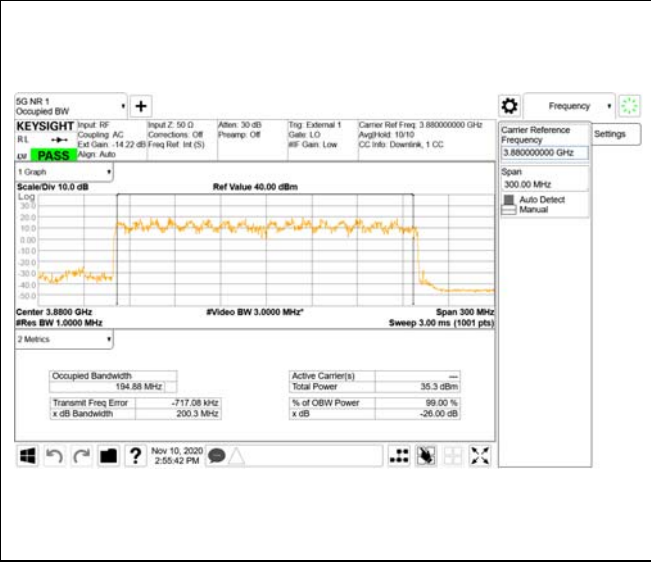 5G NR 1
Occupied BW
KEYSIGHT
RL
PASS
Input: RF
Coupling: AC
Ext Gain: -14.22 dB
Align: Auto
Input Z: 50 Ω
Corrections: Off
Freq Ref: Int (S)
Atten: 30 dB
Preamp: Off
Trig: External 1
Gate: LO
#IF Gain: Low
Carrier Ref Freq: 3.880000000 GHz
Avg|Hold: 10/10
CC Info: Downlink, 1 CC
Frequency
Settings
Carrier Reference
Frequency
3.880000000 GHz
Span
300.00 MHz
Auto Detect
Manual
1 Graph
Scale/Div 10.0 dB
Ref Value 40.00 dBm
Log
30.0
20.0
10.0
0.00
-10.0
-20.0
-30.0
-40.0
-50.0
Center 3.8800 GHz
#Video BW 3.0000 MHz*
Span 300 MHz
#Res BW 1.0000 MHz
Sweep 3.00 ms (1001 pts)
2 Metrics
Occupied Bandwidth
194.88 MHz
Transmit Freq Error -717.08 kHz
x dB Bandwidth 200.3 MHz
Active Carrier(s) —
Total Power 35.3 dBm
% of OBW Power 99.00 %
x dB -26.00 dB
?
Nov 10, 2020
2:55:42 PM